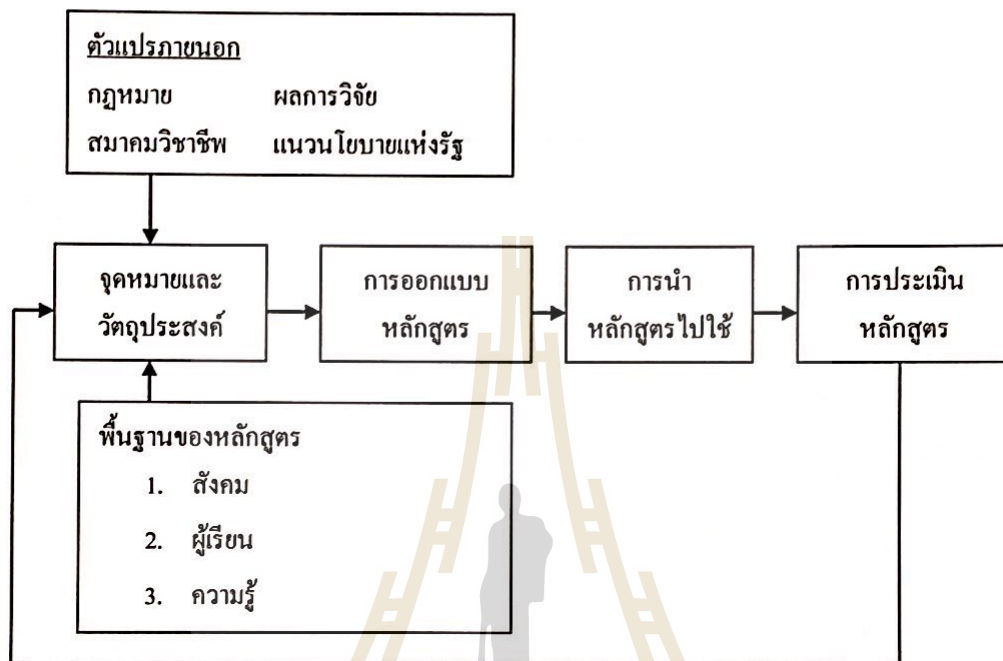 ตัวแปรภายนอก
กฎหมาย ผลการวิจัย
สมาคมวิชาชีพ แนวนโยบายแห่งรัฐ
จุดหมายและ
วัตถุประสงค์
การออกแบบ
หลักสูตร
การนำ
หลักสูตรไปใช้
การประเมิน
หลักสูตร
พื้นฐานของหลักสูตร
1. สังคม
2. ผู้เรียน
3. ความรู้